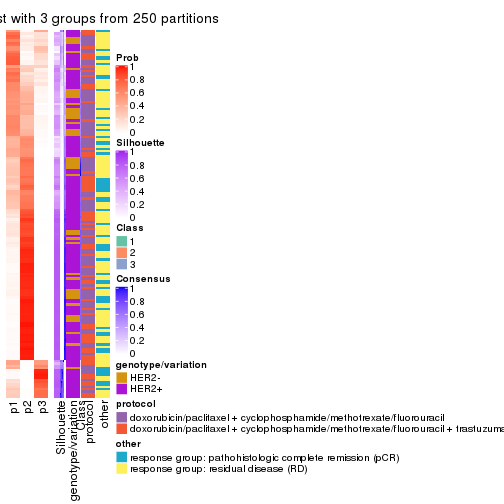 st with 3 groups from 250 partitions
Prob
1
0.8
0.6
0.4
0.2
0
Silhouette
1
0.8
0.6
0.4
0.2
0
Class
1
2
3
Consensus
1
0.8
0.6
0.4
0.2
0
genotype/variation
HER2-
HER2+
protocol
doxorubicin/paclitaxel + cyclophosphamide/methotrexate/fluorouracil
doxorubicin/paclitaxel + cyclophosphamide/methotrexate/fluorouracil + trastuzuma
other
response group: pathohistologic complete remission (pCR)
response group: residual disease (RD)
p1
p2
p3
Silhouette
genotype/variation
Class
protocol
other